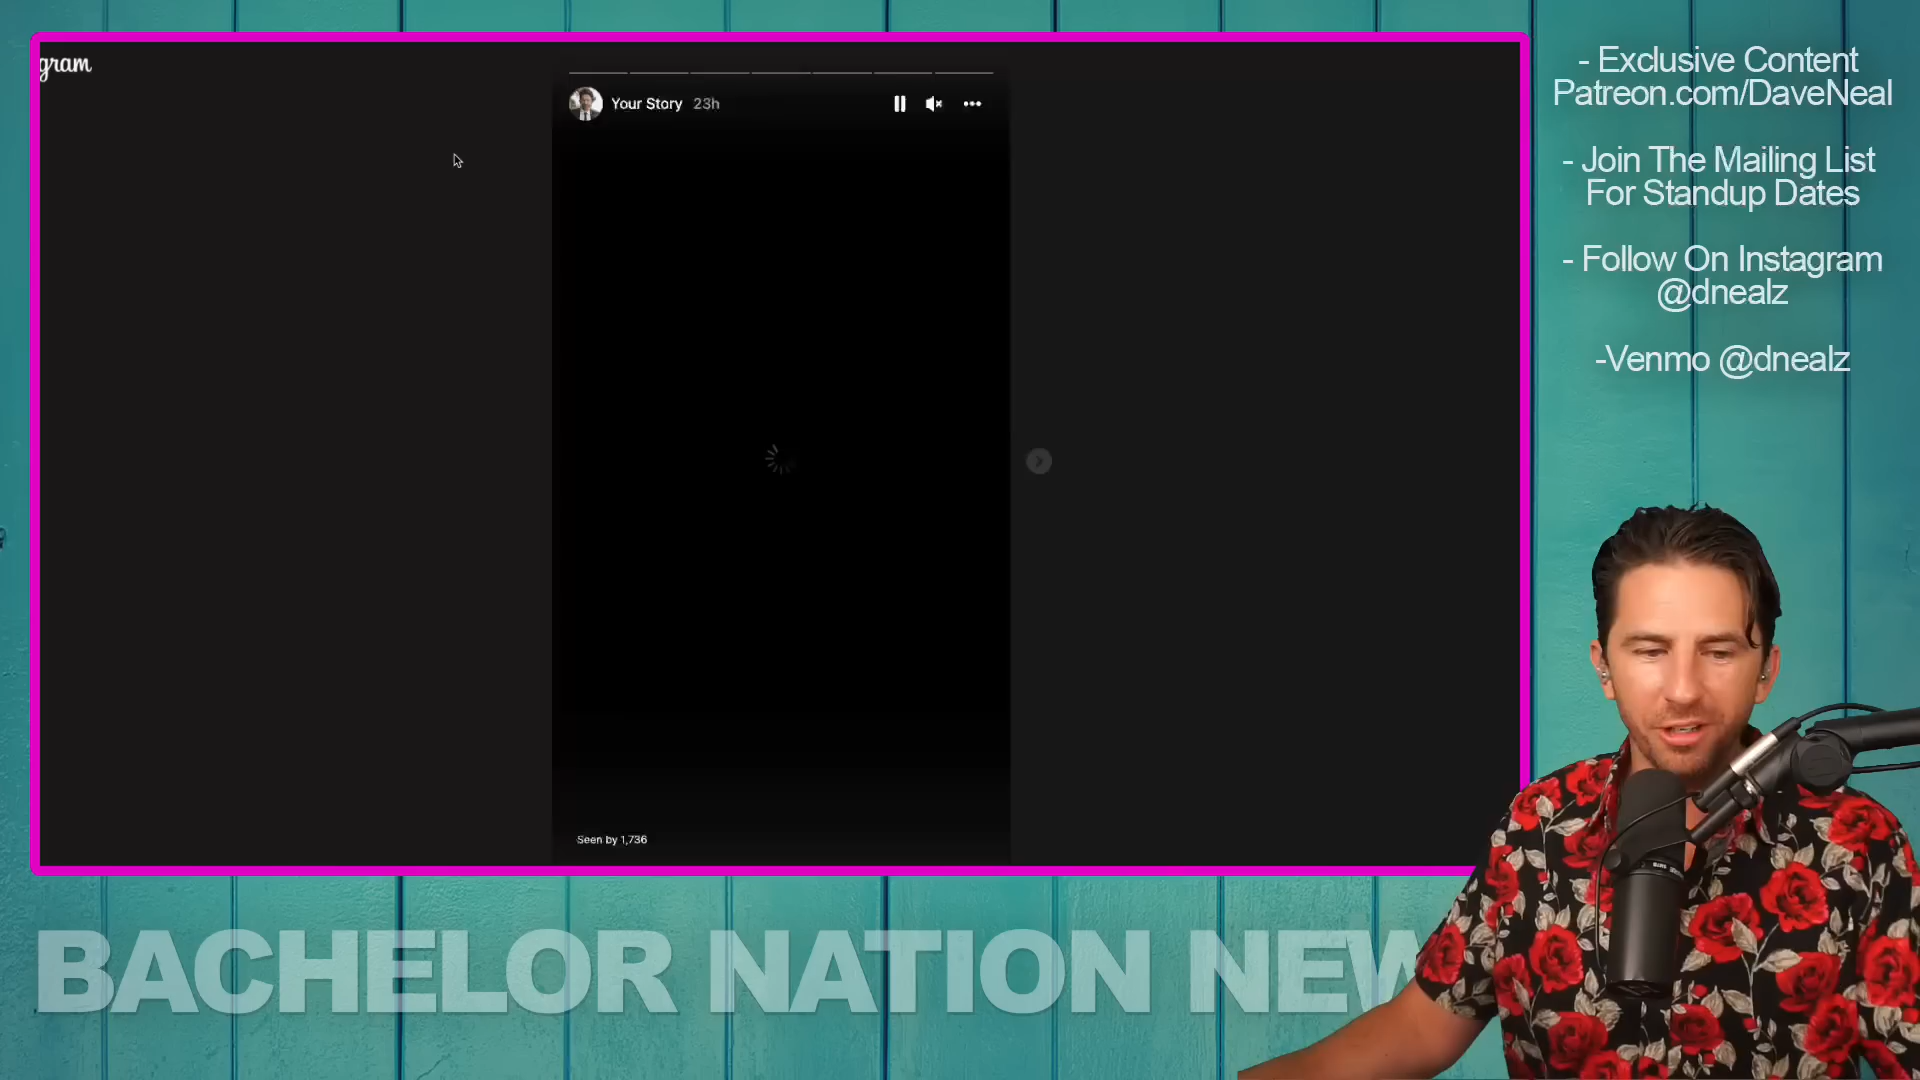 gram
Your Story 23h
Seen by 1,736
- Exclusive Content
Patreon.com/DaveNeal
- Join The Mailing List
For Standup Dates
- Follow On Instagram
@dnealz
-Venmo @dnealz
BACHELOR NATION NEW